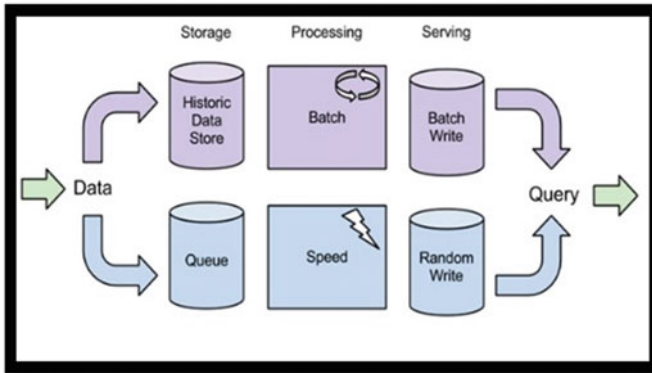 Storage Processing Serving
Historic
Data
Store
Batch
Batch
Write
Data
Query
Queue
Speed
Random
Write